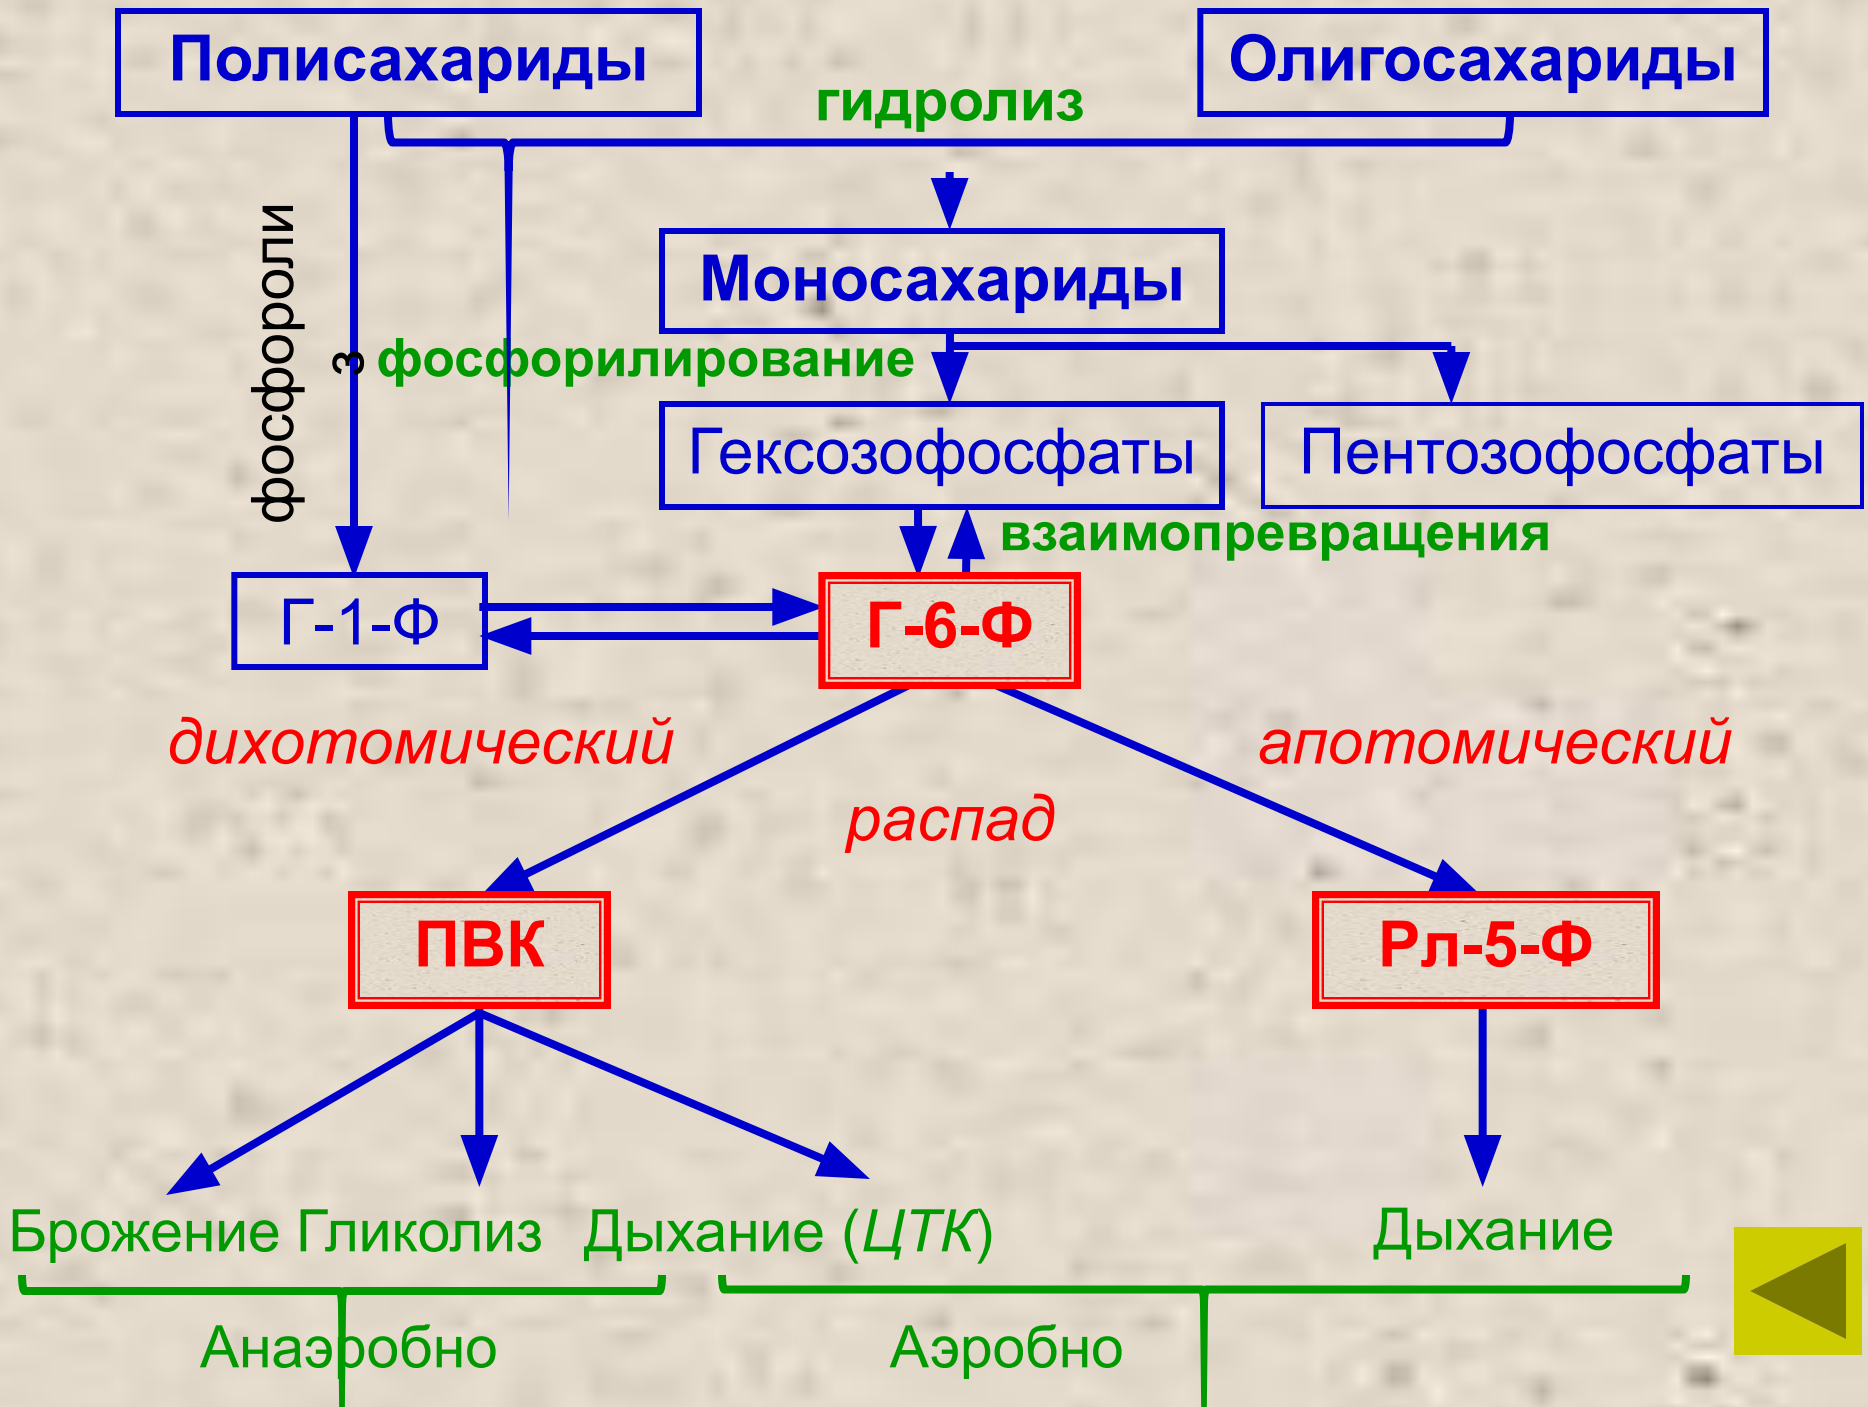 Полисахариды
Олигосахариды
гидролиз
Моносахариды
фосфороли
з
фосфорилирование
Гексозофосфаты
Пентозофосфаты
взаимопревращения
Г-1-Ф
Г-6-Ф
дихотомический
апотомический
распад
ПВК
Рл-5-Ф
Брожение Гликолиз Дыхание (ЦТК)
Дыхание
Анаэробно
Аэробно